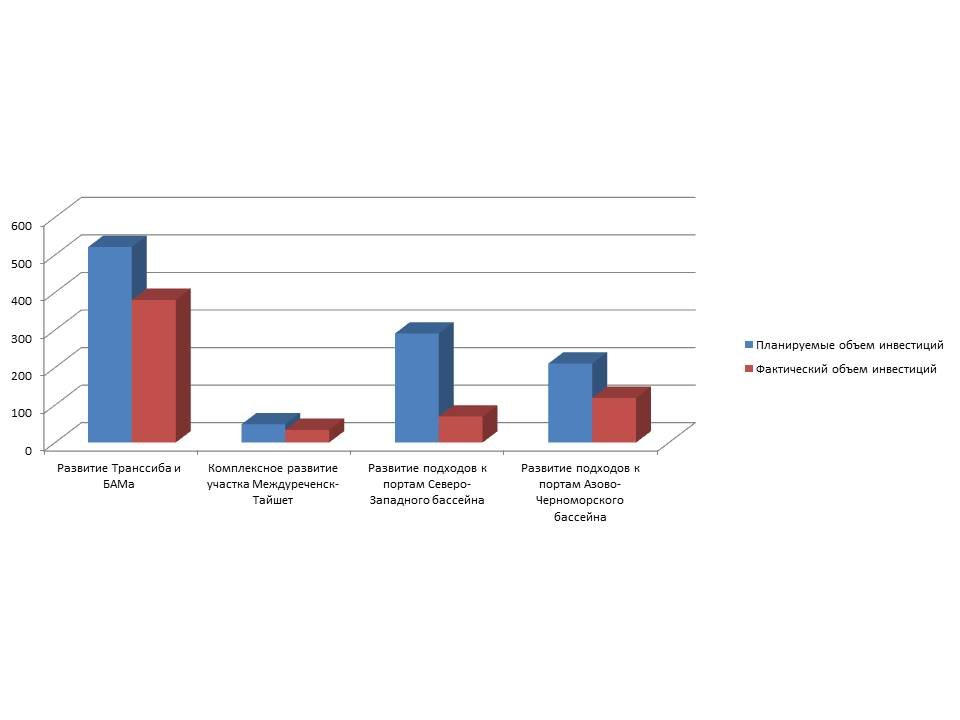 600
500
400
300
200
100
0
Развитие Транссиба и
БАМа
Комплексное развитие
участка Междуреченск-
Тайшет
Развитие подходов к
портам Северо-
Западного бассейна
Развитие подходов к
портам Азово-
Черноморского
бассейна
Планируемые объем инвестиций
Фактический объем инвестиций